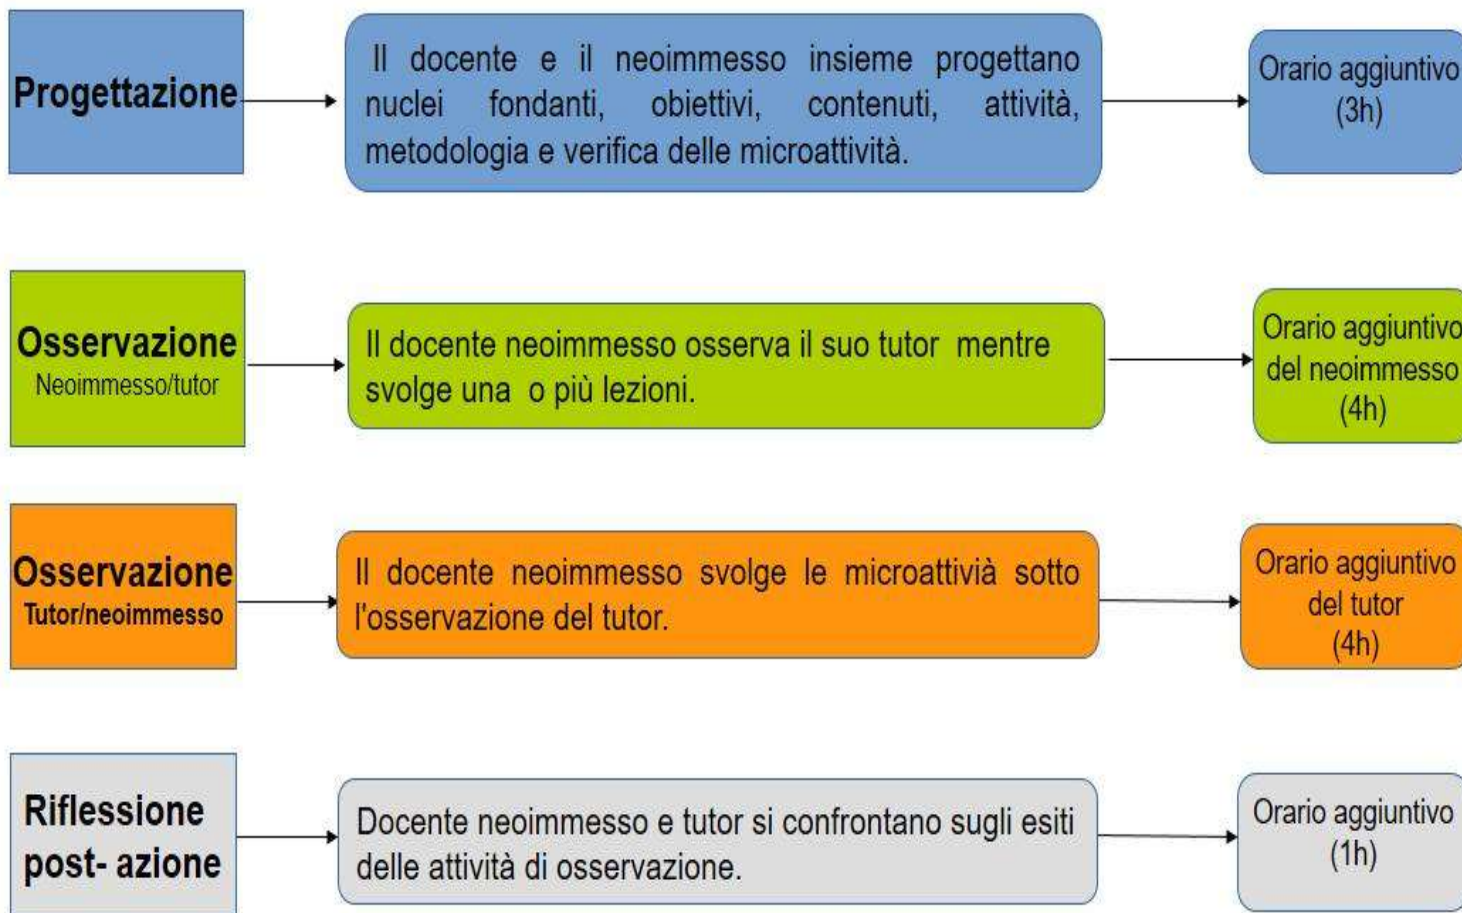 Progettazione
Il docente e il neoimmesso insieme progettano
nuclei fondanti, obiettivi, contenuti, attività,
metodologia e verifica delle microattività.
Orario aggiuntivo
(3h)
Osservazione
Neoimmesso/tutor
Il docente neoimmesso osserva il suo tutor mentre
svolge una o più lezioni.
Orario aggiuntivo
del neoimmesso
(4h)
Osservazione
Tutor/neoimmesso
Il docente neoimmesso svolge le microattivià sotto
l'osservazione del tutor.
Orario aggiuntivo
del tutor
(4h)
Riflessione
post- azione
Docente neoimmesso e tutor si confrontano sugli esiti
delle attività di osservazione.
Orario aggiuntivo
(1h)